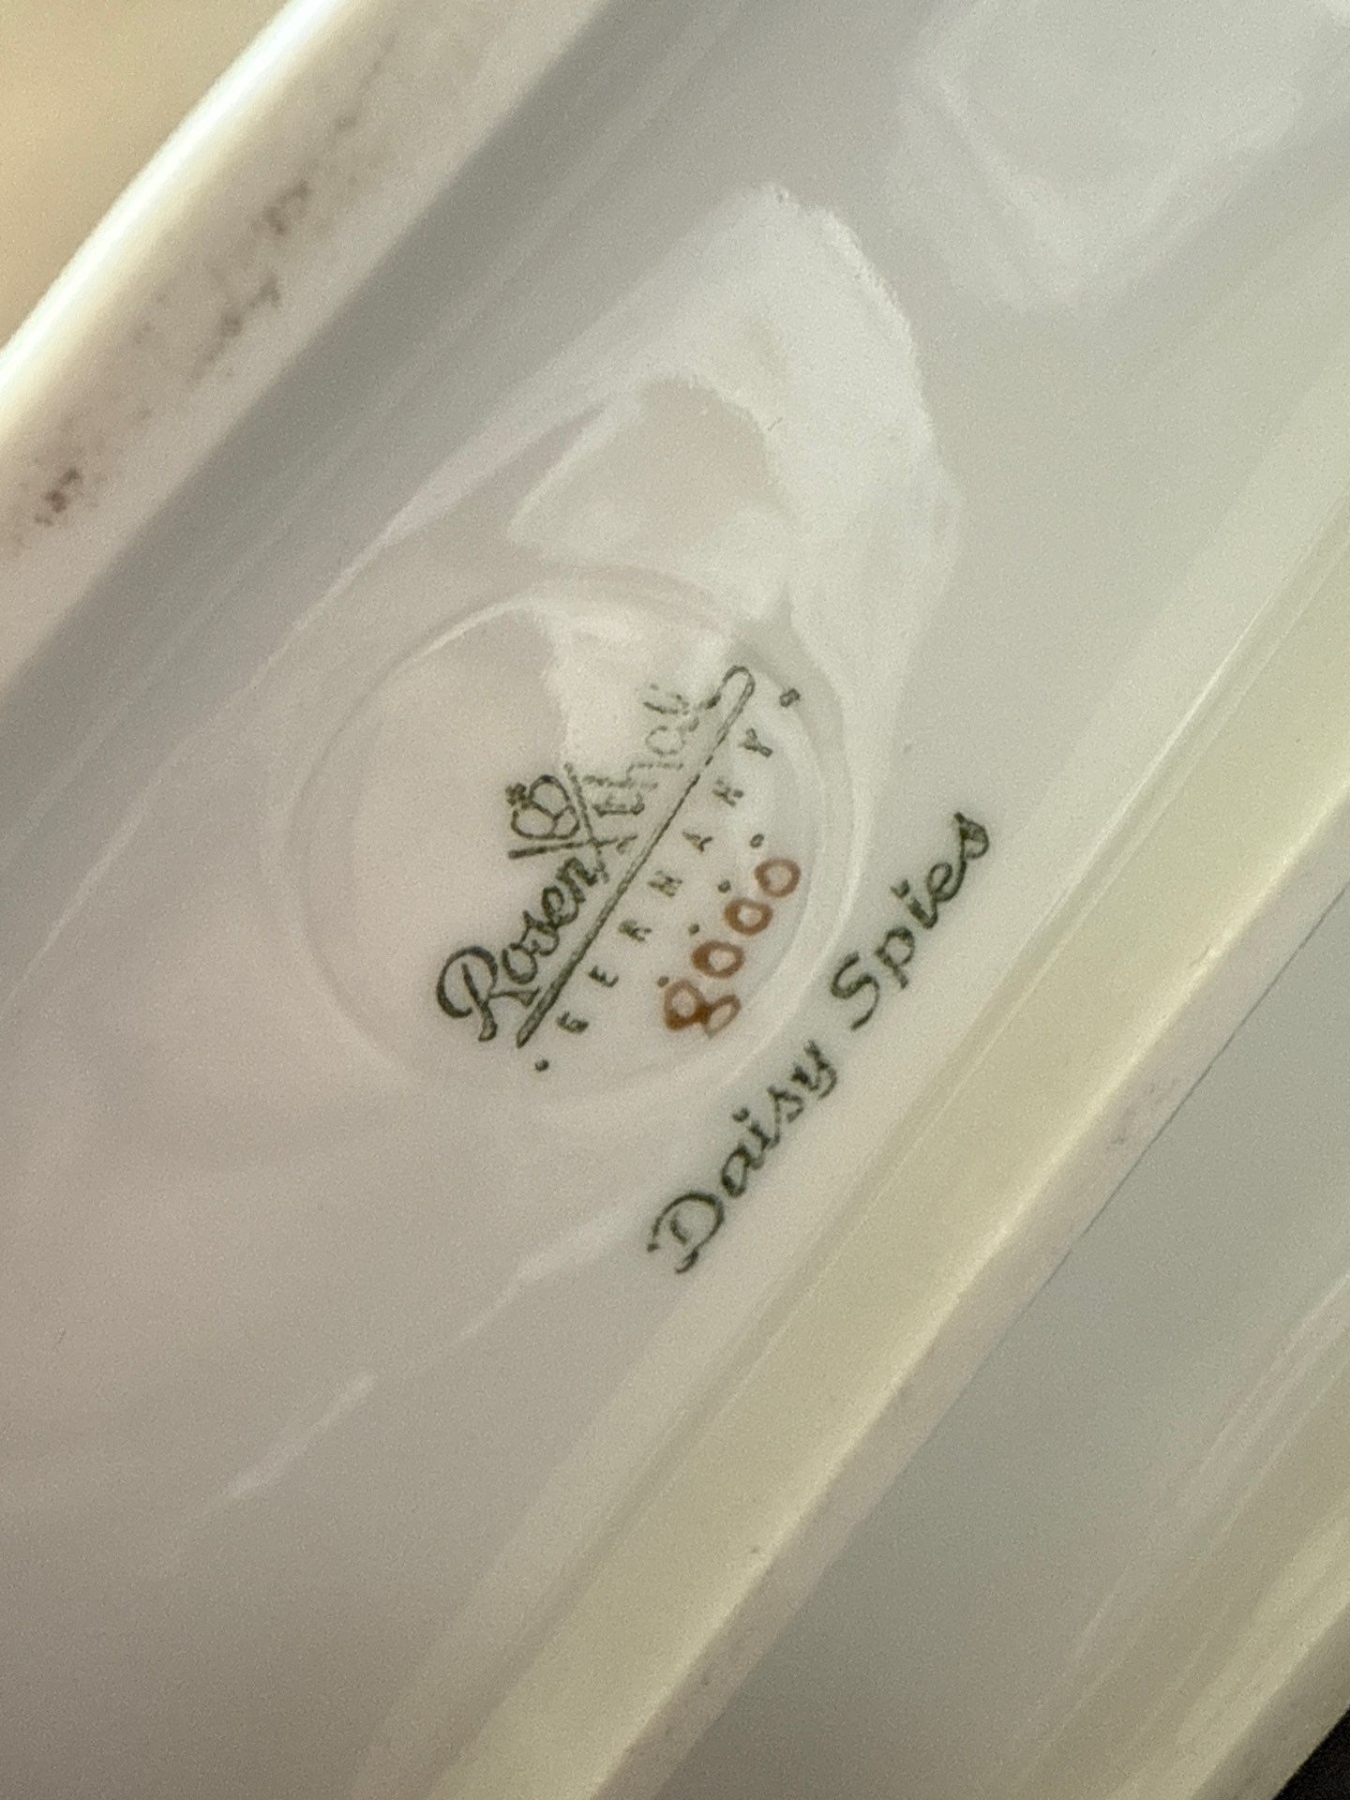 Rosenthal
GERMANY
8000
Daisy Spies